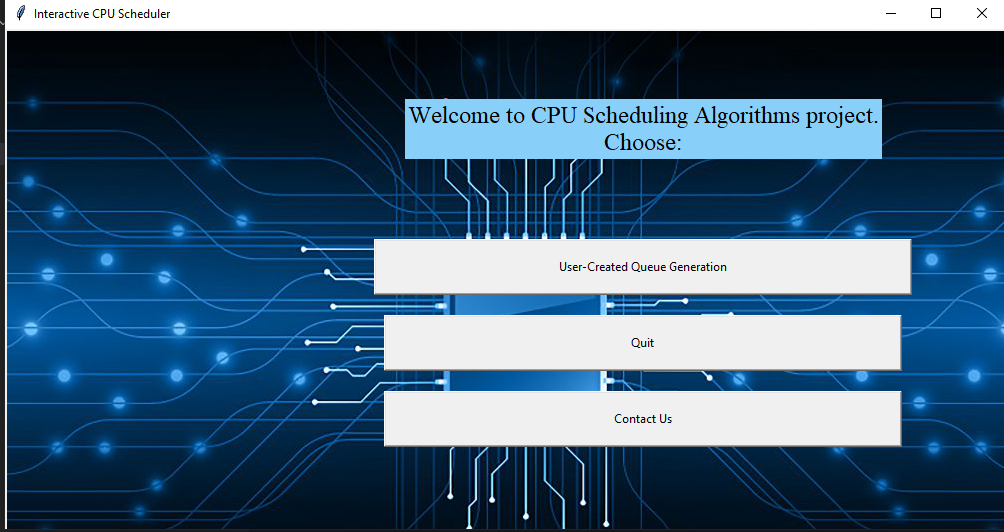 Interactive CPU Scheduler
Welcome to CPU Scheduling Algorithms project.
Choose:
User-Created Queue Generation
Quit
Contact Us